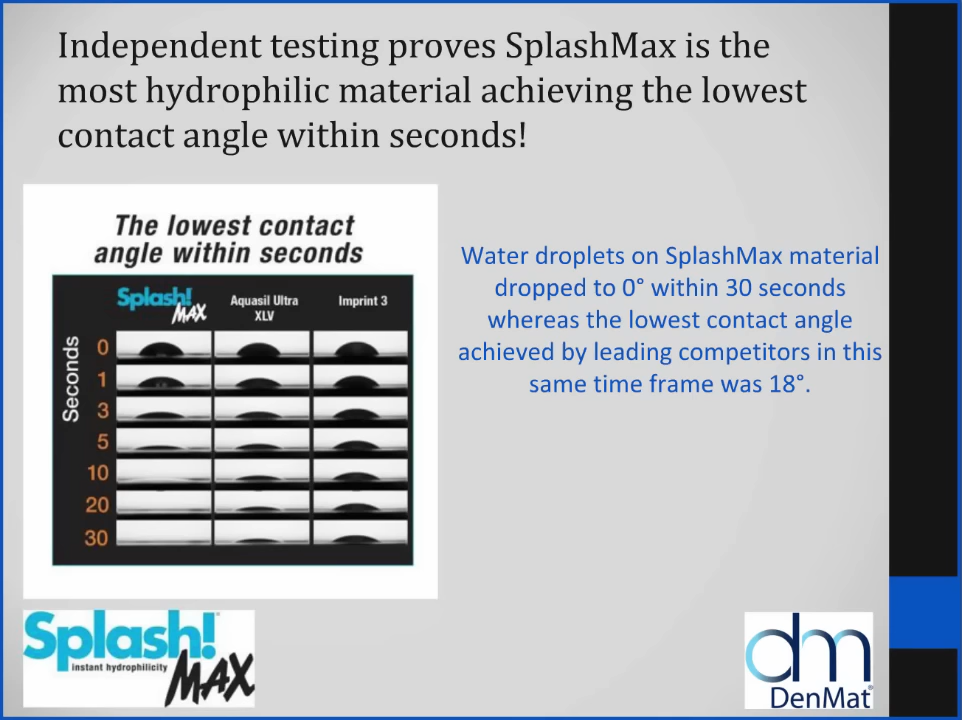 Independent testing proves SplashMax is the
most hydrophilic material achieving the lowest
contact angle within seconds!
The lowest contact
angle within seconds
Splash!
MAX
Aquasil Ultra
XLV
Imprint 3
Seconds
0
1
3
5
10
20
30
Water droplets on SplashMax material
dropped to 0° within 30 seconds
whereas the lowest contact angle
achieved by leading competitors in this
same time frame was 18°.
Splash!
instant hydrophilicity
MAX
dm
DenMat®